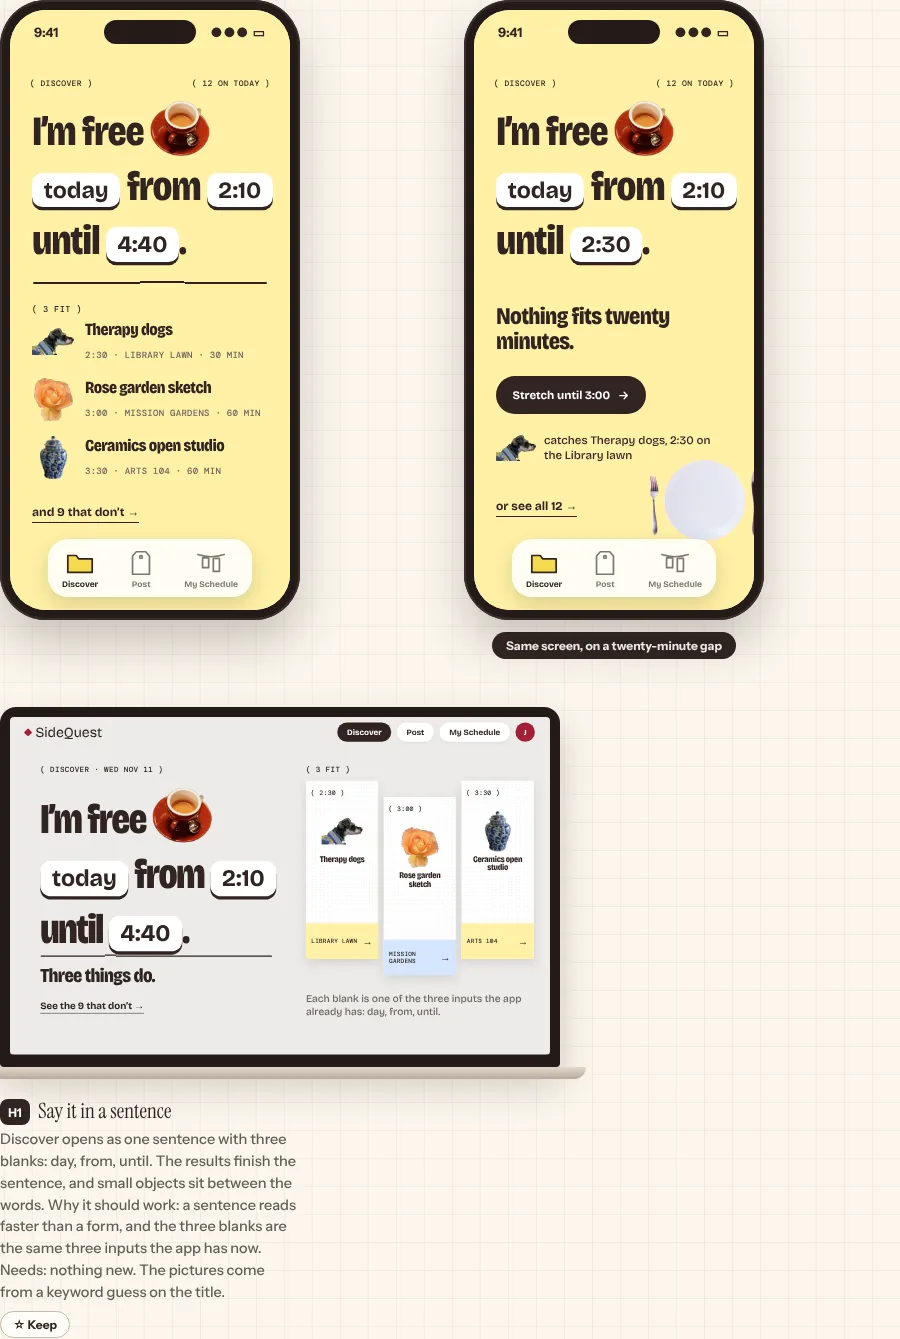 9:41
( DISCOVER )
( 12 ON TODAY )
I'm free
today from 2:10
until 4:40.
( 3 FIT )
Therapy dogs
2:30 · LIBRARY LAWN · 30 MIN
Rose garden sketch
3:00 · MISSION GARDENS · 60 MIN
Ceramics open studio
3:30 · ARTS 104 · 60 MIN
and 9 that don't →
Discover
Post
My Schedule
9:41
( DISCOVER )
( 12 ON TODAY )
I'm free
today from 2:10
until 2:30.
Nothing fits twenty
minutes.
Stretch until 3:00 →
catches Therapy dogs, 2:30 on
the Library lawn
or see all 12 →
Discover
Post
My Schedule
Same screen, on a twenty-minute gap
SideQuest
Discover
Post
My Schedule
J
( DISCOVER · WED NOV 11 )
I'm free
today from 2:10
until 4:40.
Three things do.
See the 9 that don't →
( 3 FIT )
( 2:30 )
Therapy dogs
LIBRARY LAWN →
( 3:00 )
Rose garden
sketch
MISSION
GARDENS →
( 3:30 )
Ceramics open
studio
ARTS 104 →
Each blank is one of the three inputs the app
already has: day, from, until.
H1 Say it in a sentence
Discover opens as one sentence with three
blanks: day, from, until. The results finish the
sentence, and small objects sit between the
words. Why it should work: a sentence reads
faster than a form, and the three blanks are
the same three inputs the app has now.
Needs: nothing new. The pictures come
from a keyword guess on the title.
☆ Keep